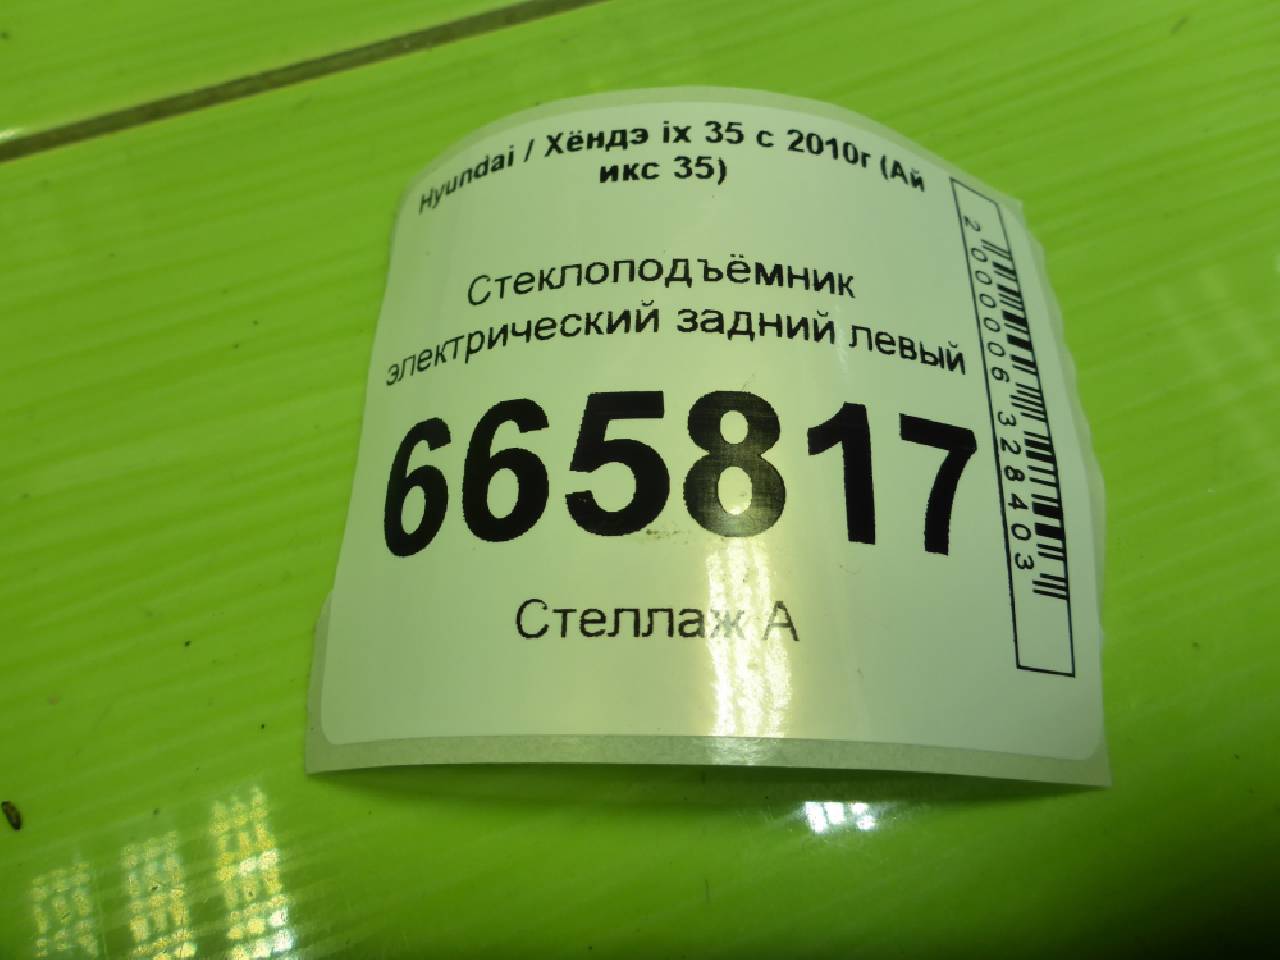 Hyundai / Хёндэ ix 35 с 2010г (Ай
икс 35)
Стеклоподъёмник
электрический задний левый
665817
Стеллаж А
2000006328403